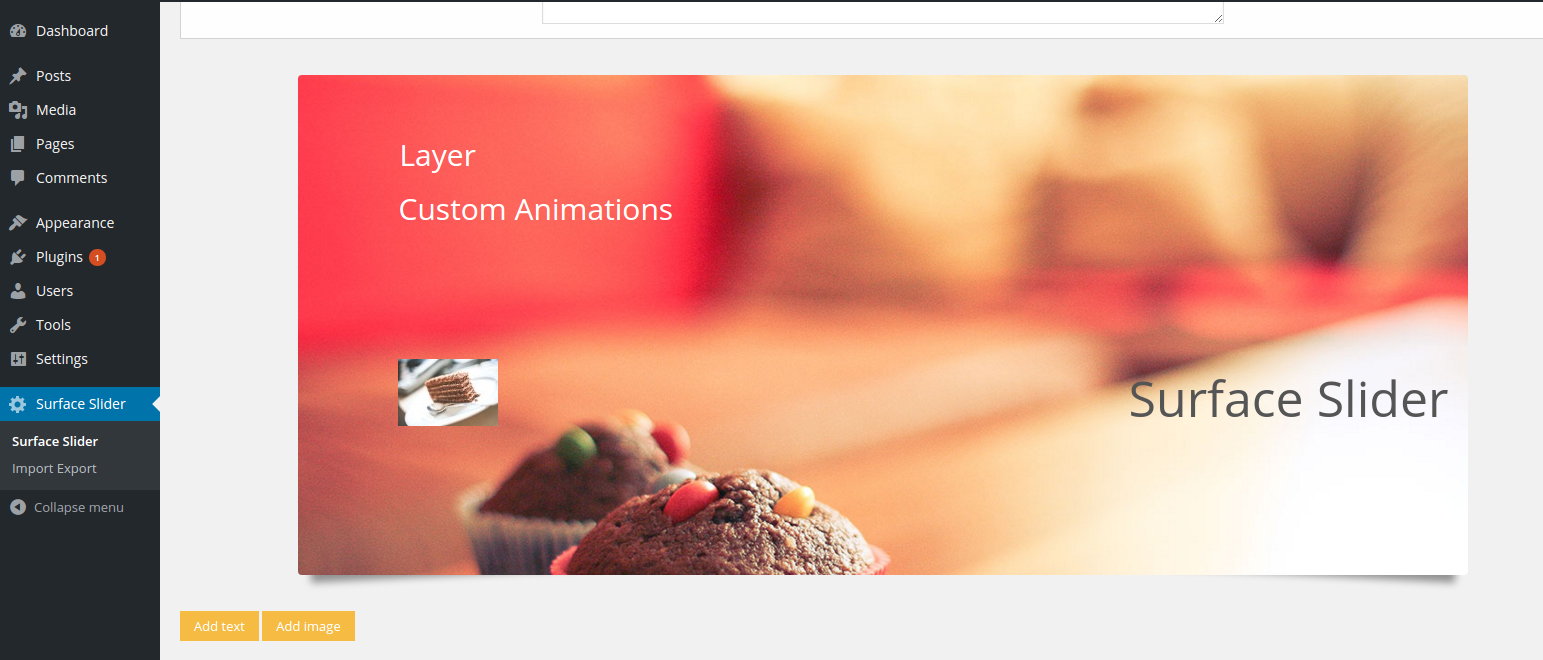 Dashboard
Posts
Media
Pages
Comments
Appearance
Plugins 1
Users
Tools
Settings
Surface Slider
Surface Slider
Import Export
Collapse menu
Layer
Custom Animations
Surface Slider
Add text
Add image